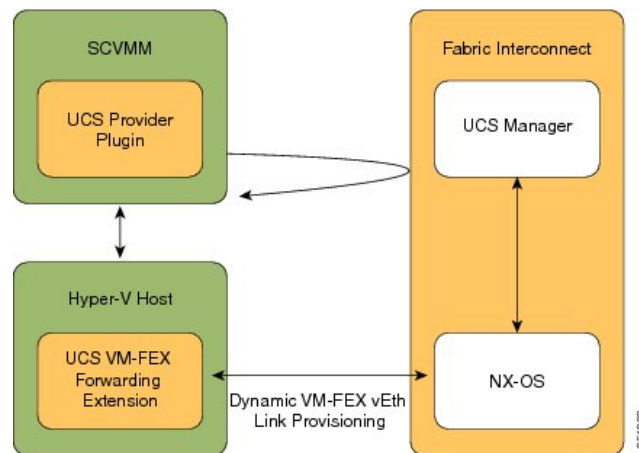 SCVMM
UCS Provider
Plugin
Fabric Interconnect
UCS Manager
Hyper-V Host
UCS VM-FEX
Forwarding
Extension
Dynamic VM-FEX vEth
Link Provisioning
NX-OS